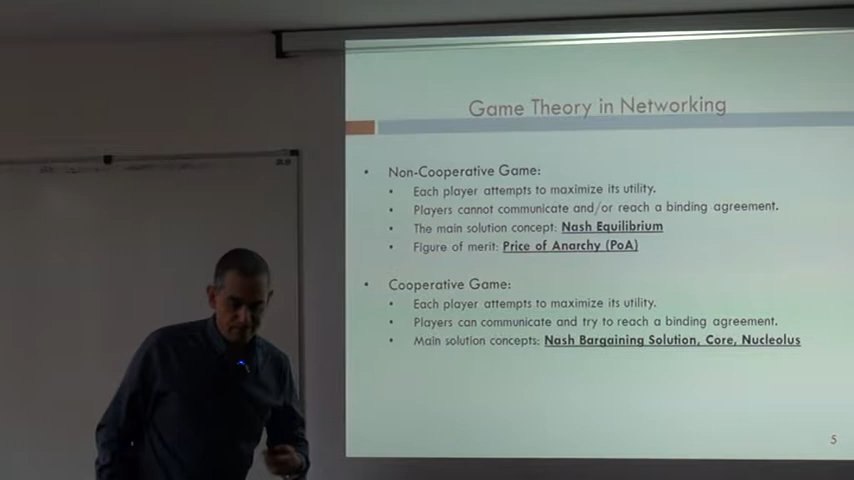 Game Theory in Networking
• Non-Cooperative Game:
• Each player attempts to maximize its utility.
• Players cannot communicate and/or reach a binding agreement.
• The main solution concept: Nash Equilibrium
• Figure of merit: Price of Anarchy (PoA)
• Cooperative Game:
• Each player attempts to maximize its utility.
• Players can communicate and try to reach a binding agreement.
• Main solution concepts: Nash Bargaining Solution, Core, Nucleolus
5